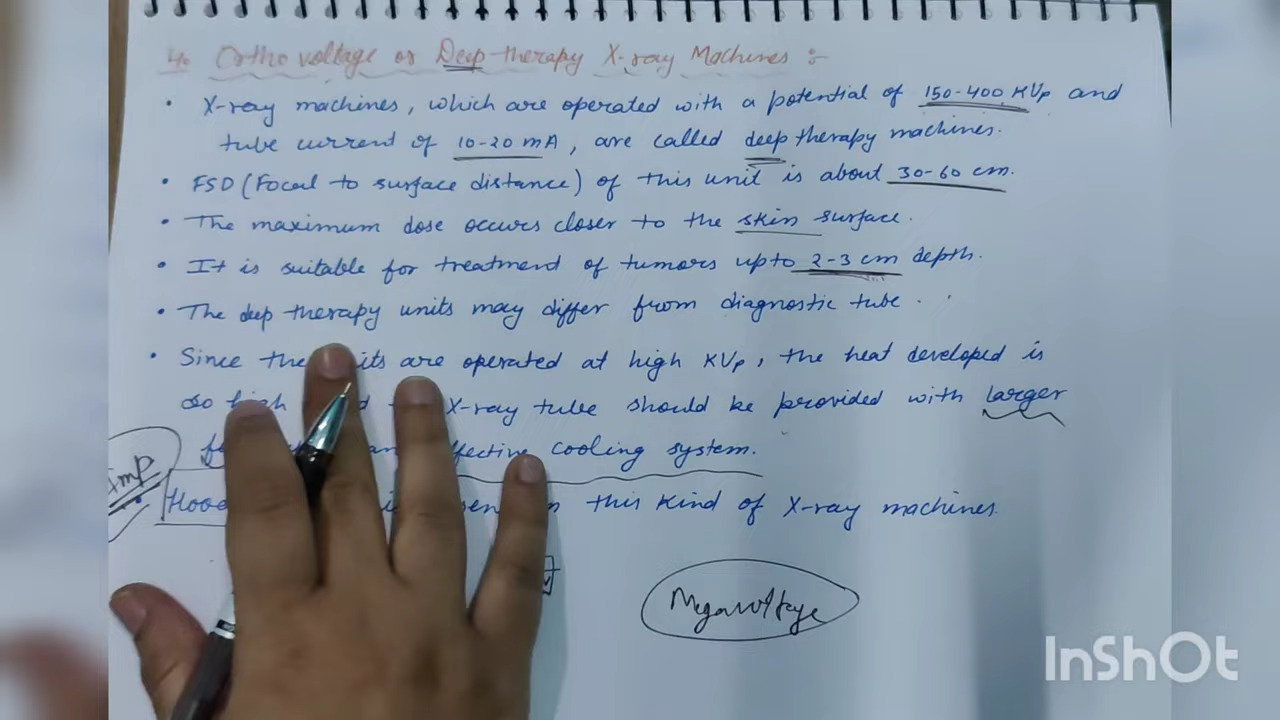 4. Ortho voltage or Deep-therapy X-ray Machines :-
• X-ray machines, which are operated with a potential of 150-400 KVp and
tube current of 10-20 mA, are called deep therapy machines.
• FSD (Focal to surface distance) of this unit is about 30-60 cm.
• The maximum dose occurs closer to the skin surface.
• It is suitable for treatment of tumors upto 2-3 cm depth.
• The deep therapy units may differ from diagnostic tube.
• Since the are operated at high KVp, the heat developed is
so high X-ray tube should be provided with larger
cooling system.
Imp
• in this kind of X-ray machines.
Megavoltage
InShOt